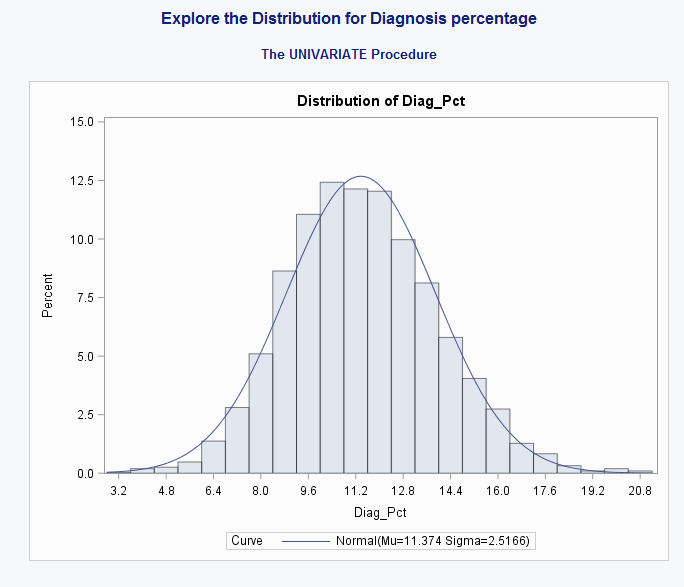 Explore the Distribution for Diagnosis percentage
The UNIVARIATE Procedure
Distribution of Diag_Pct
15.0
12.5
10.0
7.5
5.0
2.5
0.0
Percent
3.2 4.8 6.4 8.0 9.6 11.2 12.8 14.4 16.0 17.6 19.2 20.8
Diag_Pct
Curve Normal(Mu=11.374 Sigma=2.5166)